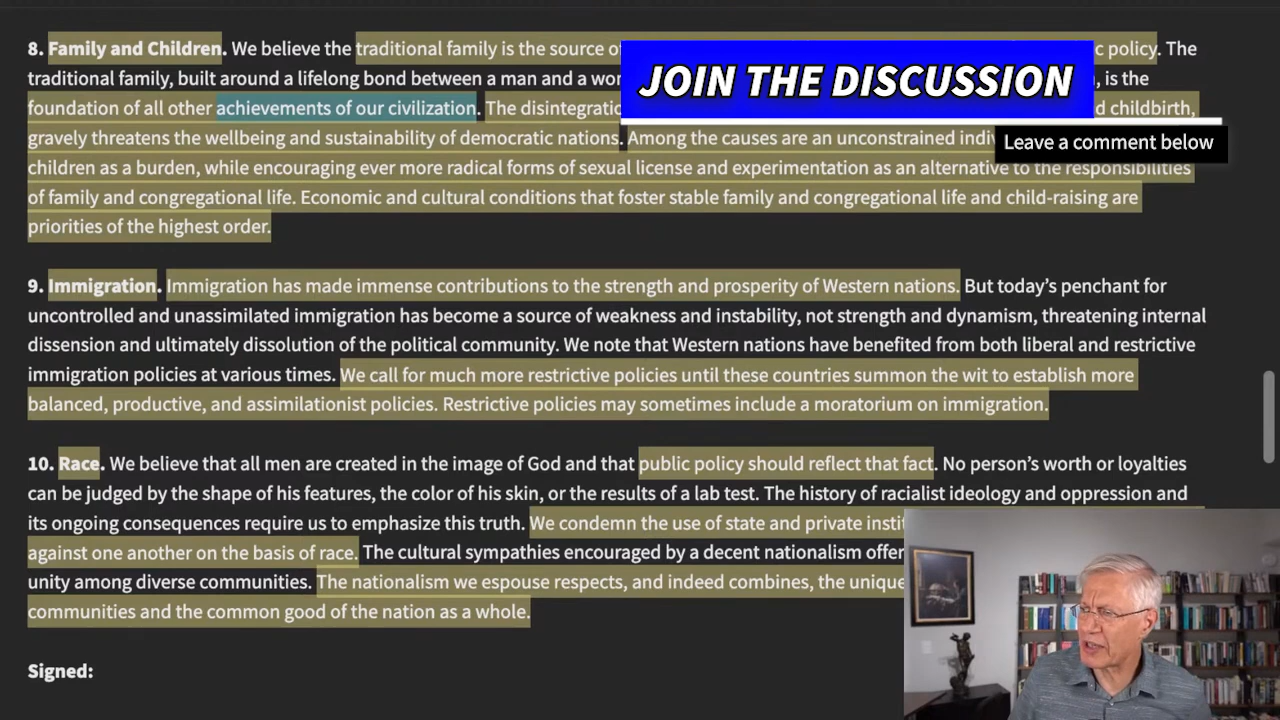 8. Family and Children. We believe the traditional family is the source of c policy. The
JOIN THE DISCUSSION
traditional family, built around a lifelong bond between a man and a , is the
foundation of all other achievements of our civilization. The d childbirth,
gravely threatens the wellbeing and sustainability of democratic nations. Among the causes are an unconstrained
Leave a comment below
children as a burden, while encouraging ever more radical forms of sexual license and experimentation as an alternative to the responsibilities
of family and congregational life. Economic and cultural conditions that foster stable family and congregational life and child-raising are
priorities of the highest order.
9. Immigration. Immigration has made immense contributions to the strength and prosperity of Western nations. But today’s penchant for
uncontrolled and unassimilated immigration has become a source of weakness and instability, not strength and dynamism, threatening internal
dissension and ultimately dissolution of the political community. We note that Western nations have benefited from both liberal and restrictive
immigration policies at various times. We call for much more restrictive policies until these countries summon the wit to establish more
balanced, productive, and assimilationist policies. Restrictive policies may sometimes include a moratorium on immigration.
10. Race. We believe that all men are created in the image of God and that public policy should reflect that fact. No person’s worth or loyalties
can be judged by the shape of his features, the color of his skin, or the results of a lab test. The history of racialist ideology and oppression and
its ongoing consequences require us to emphasize this truth. We condemn the use of state and private
against one another on the basis of race. The cultural sympathies encouraged by a decent nationalism
unity among diverse communities. The nationalism we espouse respects, and indeed combines, the unique
communities and the common good of the nation as a whole.
Signed: